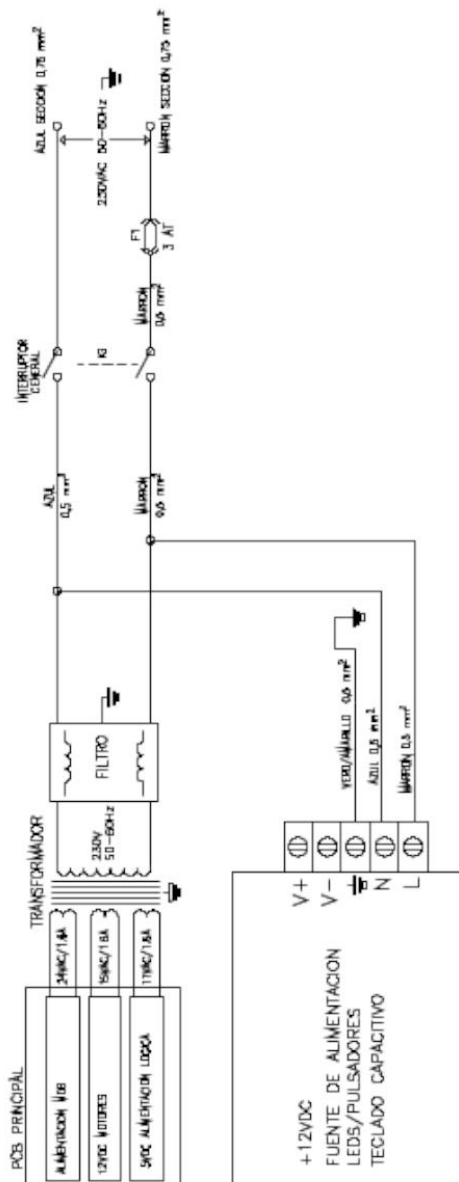 AZUL SECCION 0,75 mm²
230VAC 50-60Hz
MARRON SECCION 0,75 mm²
F1
3 AT
MARRON
0,5 mm²
INTERRUPTOR
GENERAL
AZUL
0,5 mm²
MARRON
0,5 mm²
FILTRO
230V
50-60Hz
TRANSFORMADOR
24VAC/1.6A
15VAC/1.6A
11VAC/1.6A
PCB PRINCIPAL
ALIMENTACION MDB
12VDC MOTORES
5VDC ALIMENTACION LOGICA
VERD/AMARILLO 0,5 mm²
AZUL 0,5 mm²
MARRON 0,5 mm²
V+
V-
N
L
+12VDC
FUENTE DE ALIMENTACION
LEDS/PULSADORES
TECLADO CAPACITIVO